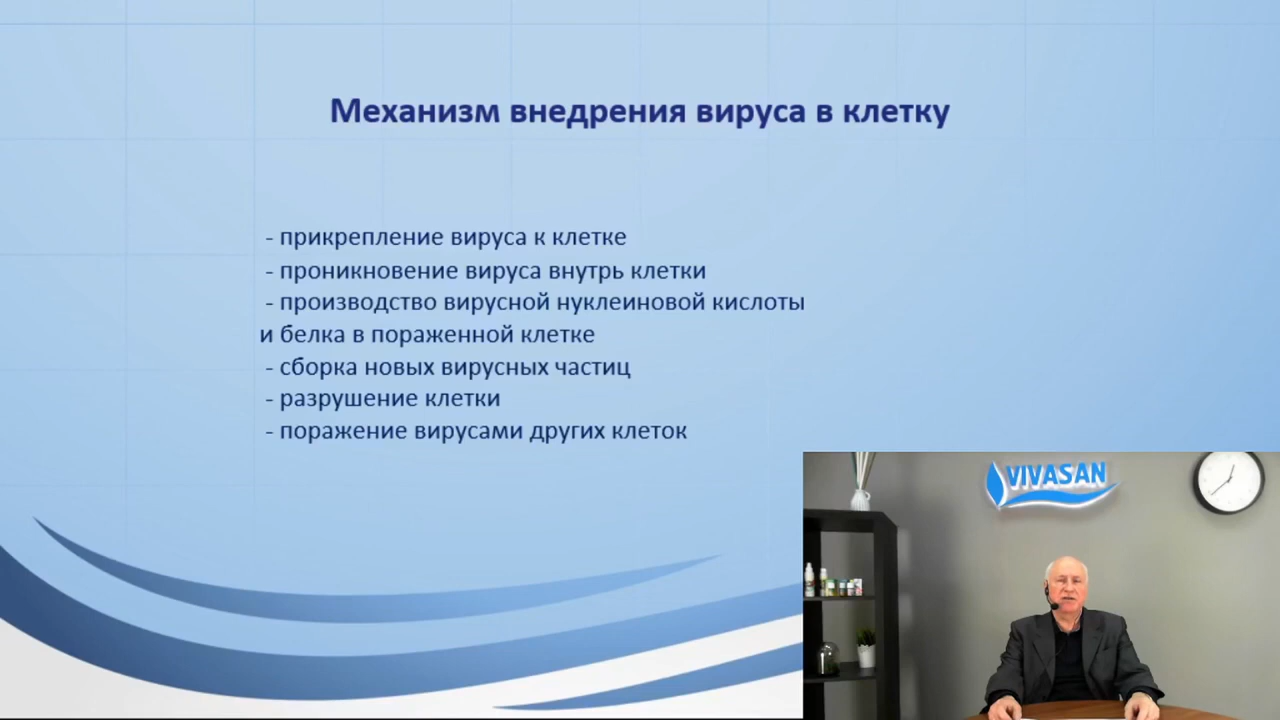 Механизм внедрения вируса в клетку
- прикрепление вируса к клетке
- проникновение вируса внутрь клетки
- производство вирусной нуклеиновой кислоты
и белка в пораженной клетке
- сборка новых вирусных частиц
- разрушение клетки
- поражение вирусами других клеток
VIVASAN